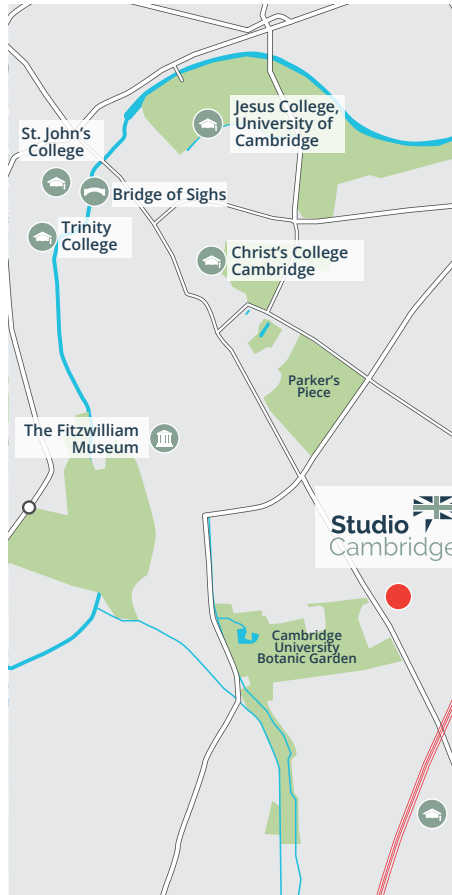 Jesus College,
University of
Cambridge
St. John's
College
Bridge of Sighs
Trinity
College
Christ's College
Cambridge
Parker's
Piece
The Fitzwilliam
Museum
Studio
Cambridge
Cambridge
University
Botanic Garden